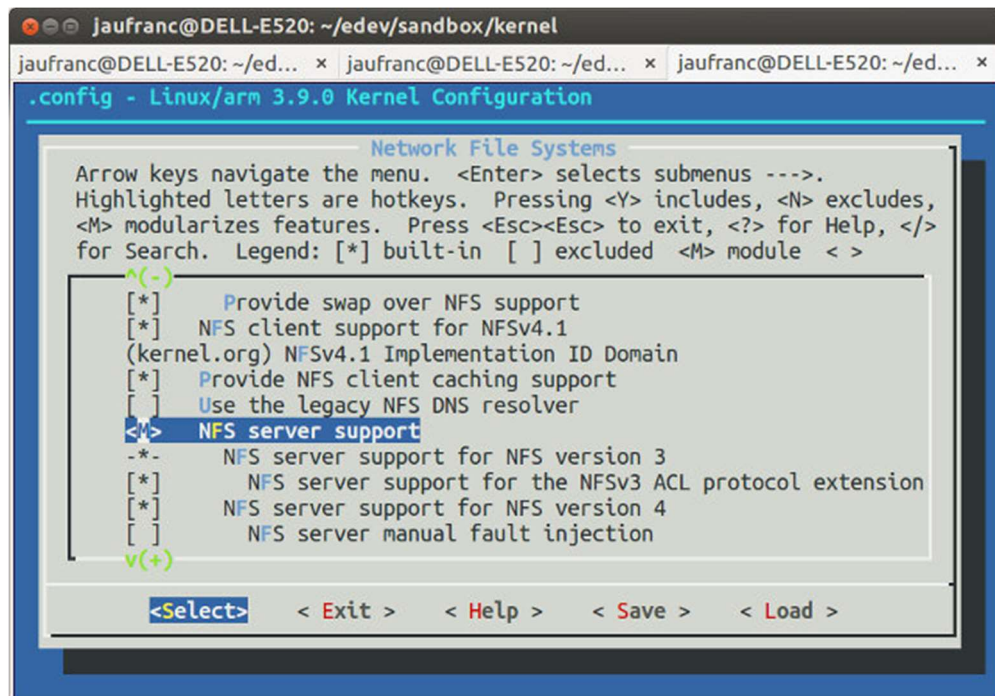 jaufranc@DELL-E520: ~/edev/sandbox/kernel
jaufranc@DELL-E520: ~/ed... × jaufranc@DELL-E520: ~/ed... × jaufranc@DELL-E520: ~/ed... ×
.config - Linux/arm 3.9.0 Kernel Configuration
Network File Systems
Arrow keys navigate the menu. <Enter> selects submenus --->.
Highlighted letters are hotkeys. Pressing <Y> includes, <N> excludes,
<M> modularizes features. Press <Esc><Esc> to exit, <?> for Help, </>
for Search. Legend: [*] built-in [ ] excluded <M> module < >
^(-)
[*] Provide swap over NFS support
[*] NFS client support for NFSv4.1
(kernel.org) NFSv4.1 Implementation ID Domain
[*] Provide NFS client caching support
[ ] Use the legacy NFS DNS resolver
<M> NFS server support
-*- NFS server support for NFS version 3
[*] NFS server support for the NFSv3 ACL protocol extension
[*] NFS server support for NFS version 4
[ ] NFS server manual fault injection
v(+)
<Select> < Exit > < Help > < Save > < Load >